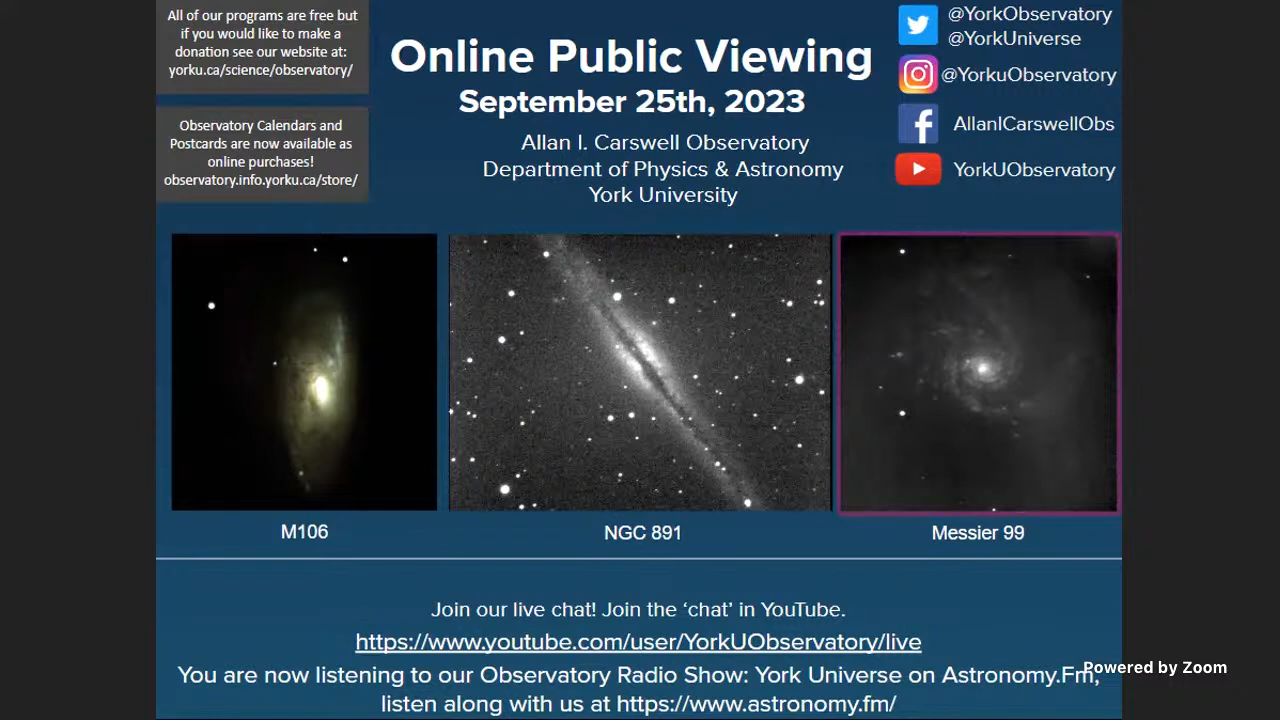 All of our programs are free but
if you would like to make a
donation see our website at:
yorku.ca/science/observatory/
Observatory Calendars and
Postcards are now available as
online purchases!
observatory.info.yorku.ca/store/
Online Public Viewing
September 25th, 2023
Allan I. Carswell Observatory
Department of Physics & Astronomy
York University
@YorkObservatory
@YorkUniverse
@YorkuObservatory
AllanICarswellObs
YorkUObservatory
M106
NGC 891
Messier 99
Join our live chat! Join the ‘chat’ in YouTube.
https://www.youtube.com/user/YorkUObservatory/live
You are now listening to our Observatory Radio Show: York Universe on Astronomy.Fm,
listen along with us at https://www.astronomy.fm/
Powered by Zoom